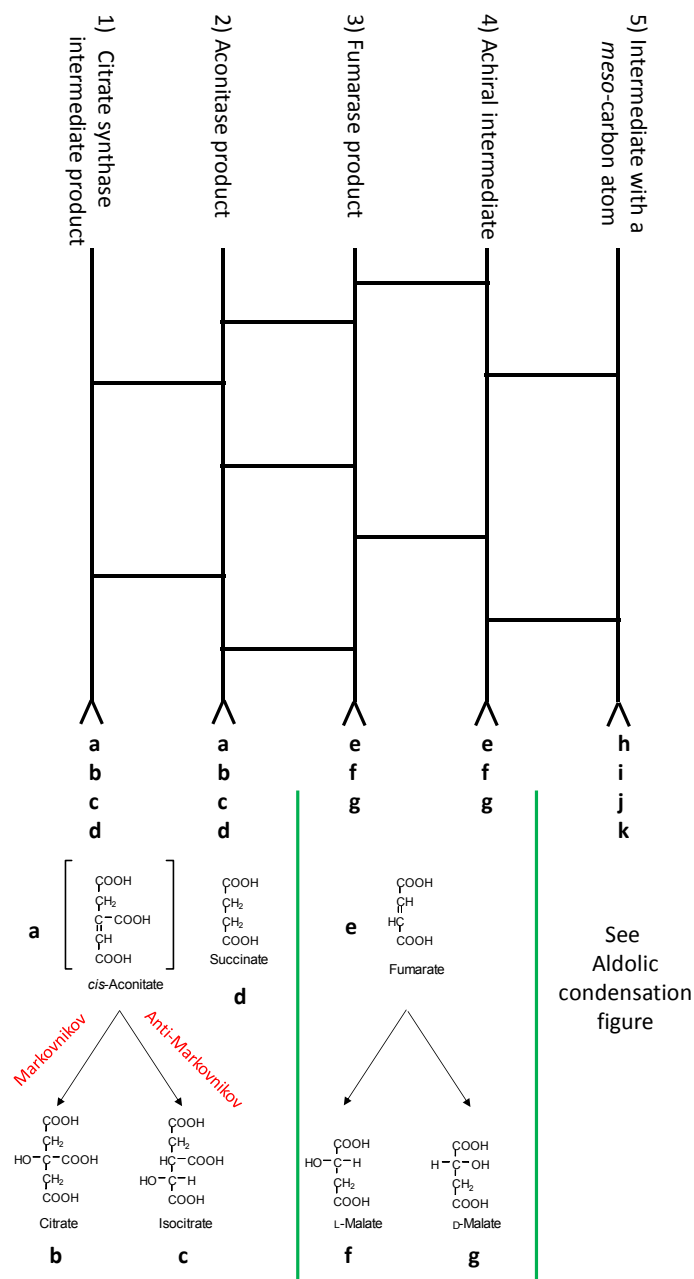 1) Citrate synthase
intermediate product
2) Aconitase product
3) Fumarase product
4) Achiral intermediate
5) Intermediate with a
meso-carbon atom
a
b
c
d
a
b
c
d
e
f
g
e
f
g
h
i
j
k
a
COOH
CH2
C-COOH
CH
COOH
cis-Aconitate
COOH
CH2
CH2
COOH
Succinate
d
e
COOH
CH
HC
COOH
Fumarate
See
Aldolic
condensation
figure
Markovnikov
Anti-Markovnikov
COOH
CH2
HO-C-COOH
CH2
COOH
Citrate
b
COOH
CH2
HC-COOH
HO-C-H
COOH
Isocitrate
c
COOH
HO-C-H
CH2
COOH
L-Malate
f
COOH
H-C-OH
CH2
COOH
D-Malate
g